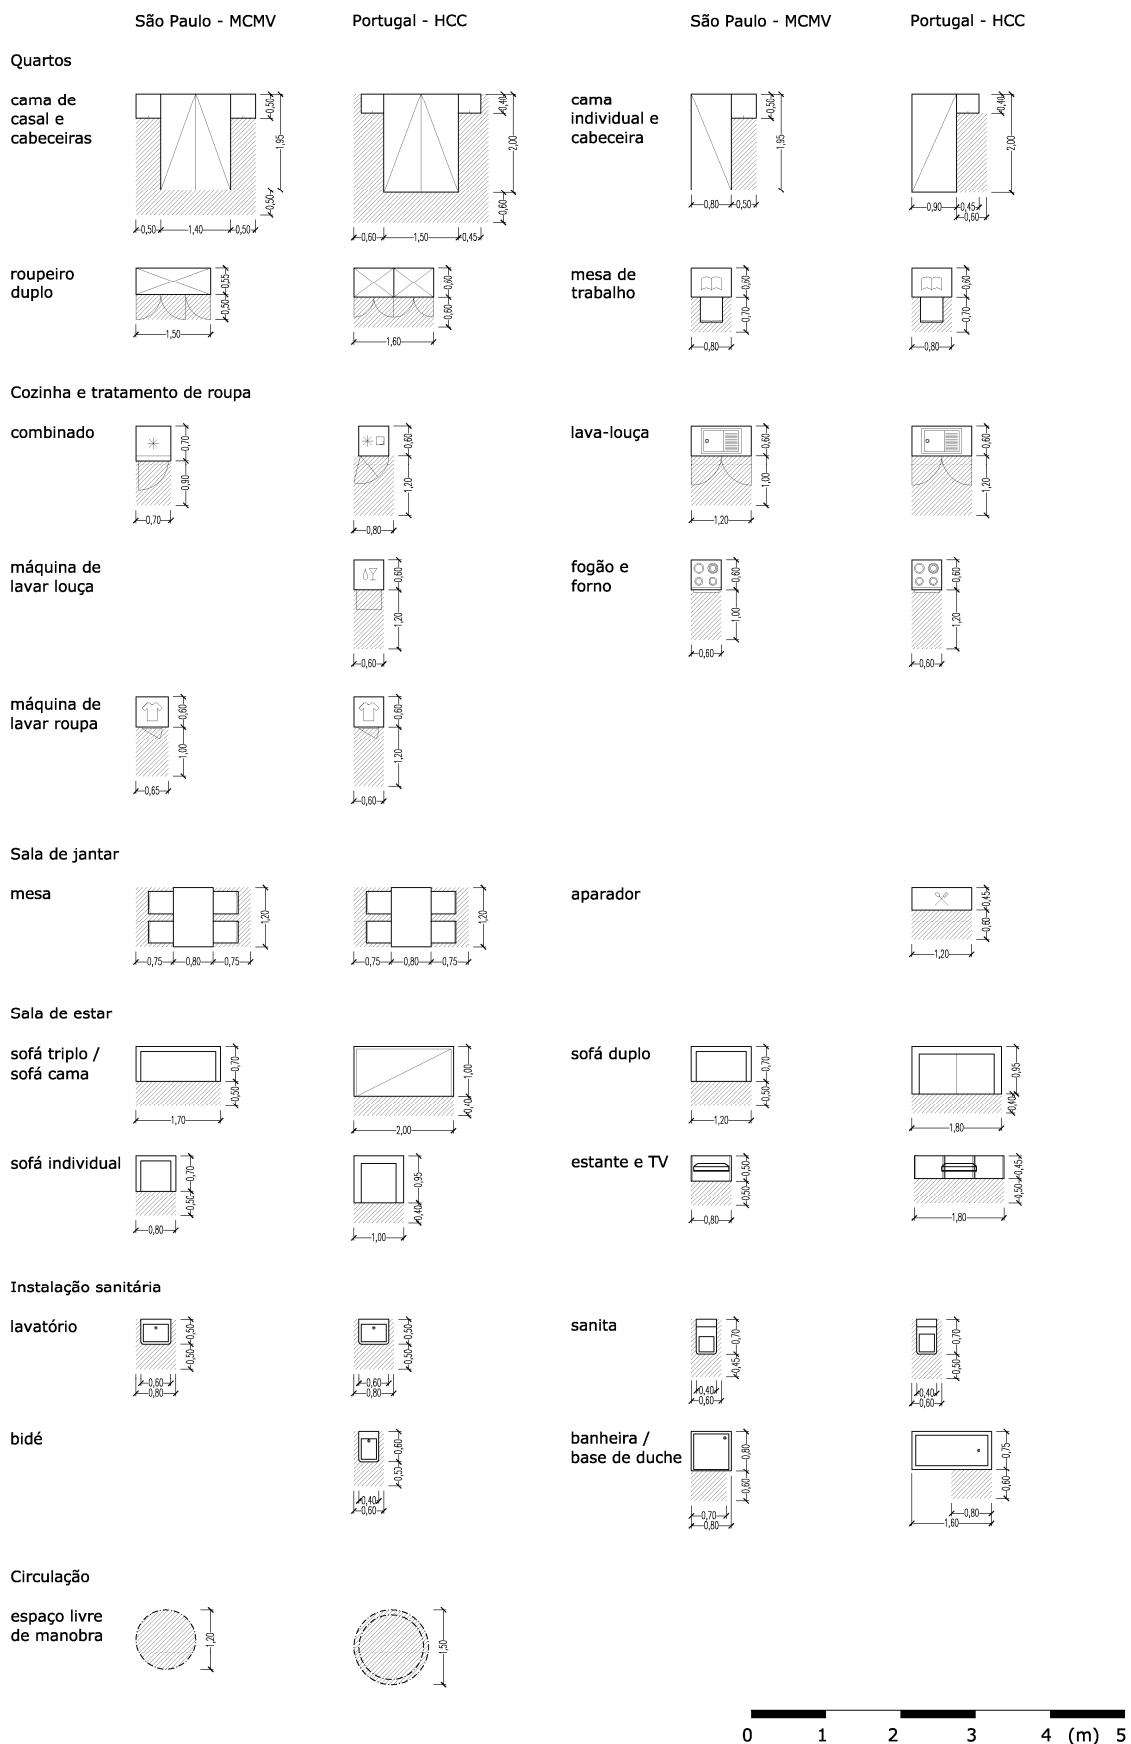 São Paulo - MCMV
Portugal - HCC
São Paulo - MCMV
Portugal - HCC
Quartos
cama de
casal e
cabeceiras
0,50
1,95
0,50
0,50
1,40
0,50
0,40
2,00
0,60
0,60
1,50
0,45
cama
individual e
cabeceira
0,50
1,95
0,80
0,50
0,40
2,00
0,90
0,45
0,60
roupeiro
duplo
0,55
0,50
1,50
0,60
0,60
1,60
mesa de
trabalho
0,60
0,70
0,80
0,60
0,70
0,80
Cozinha e tratamento de roupa
combinado
0,70
0,90
0,70
0,60
1,20
0,80
lava-louça
0,60
1,00
1,20
0,60
1,20
máquina de
lavar louça
0,60
1,20
0,60
fogão e
forno
0,60
1,00
0,60
0,60
1,20
0,60
máquina de
lavar roupa
0,60
1,00
0,65
0,60
1,20
0,60
Sala de jantar
mesa
1,20
0,75
0,80
0,75
1,20
0,75
0,80
0,75
aparador
0,45
0,60
1,20
Sala de estar
sofá triplo /
sofá cama
0,70
0,50
1,70
1,00
0,40
2,00
sofá duplo
0,70
0,50
1,20
0,95
0,40
1,80
sofá individual
0,70
0,50
0,80
0,95
0,40
1,00
estante e TV
0,50
0,50
0,80
0,45
0,50
1,80
Instalação sanitária
lavatório
0,50
0,50
0,60
0,80
0,50
0,50
0,60
0,80
sanita
0,70
0,45
0,40
0,60
0,70
0,50
0,40
0,60
bidé
0,60
0,50
0,40
0,60
banheira /
base de duche
0,80
0,60
0,70
0,80
0,75
0,60
0,80
1,60
Circulação
espaço livre
de manobra
1,20
1,50
0 1 2 3 4 (m) 5